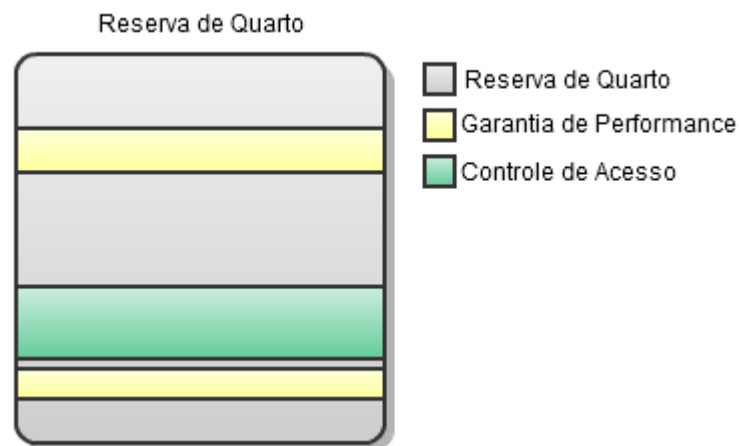 Reserva de Quarto
Reserva de Quarto
Garantia de Performance
Controle de Acesso